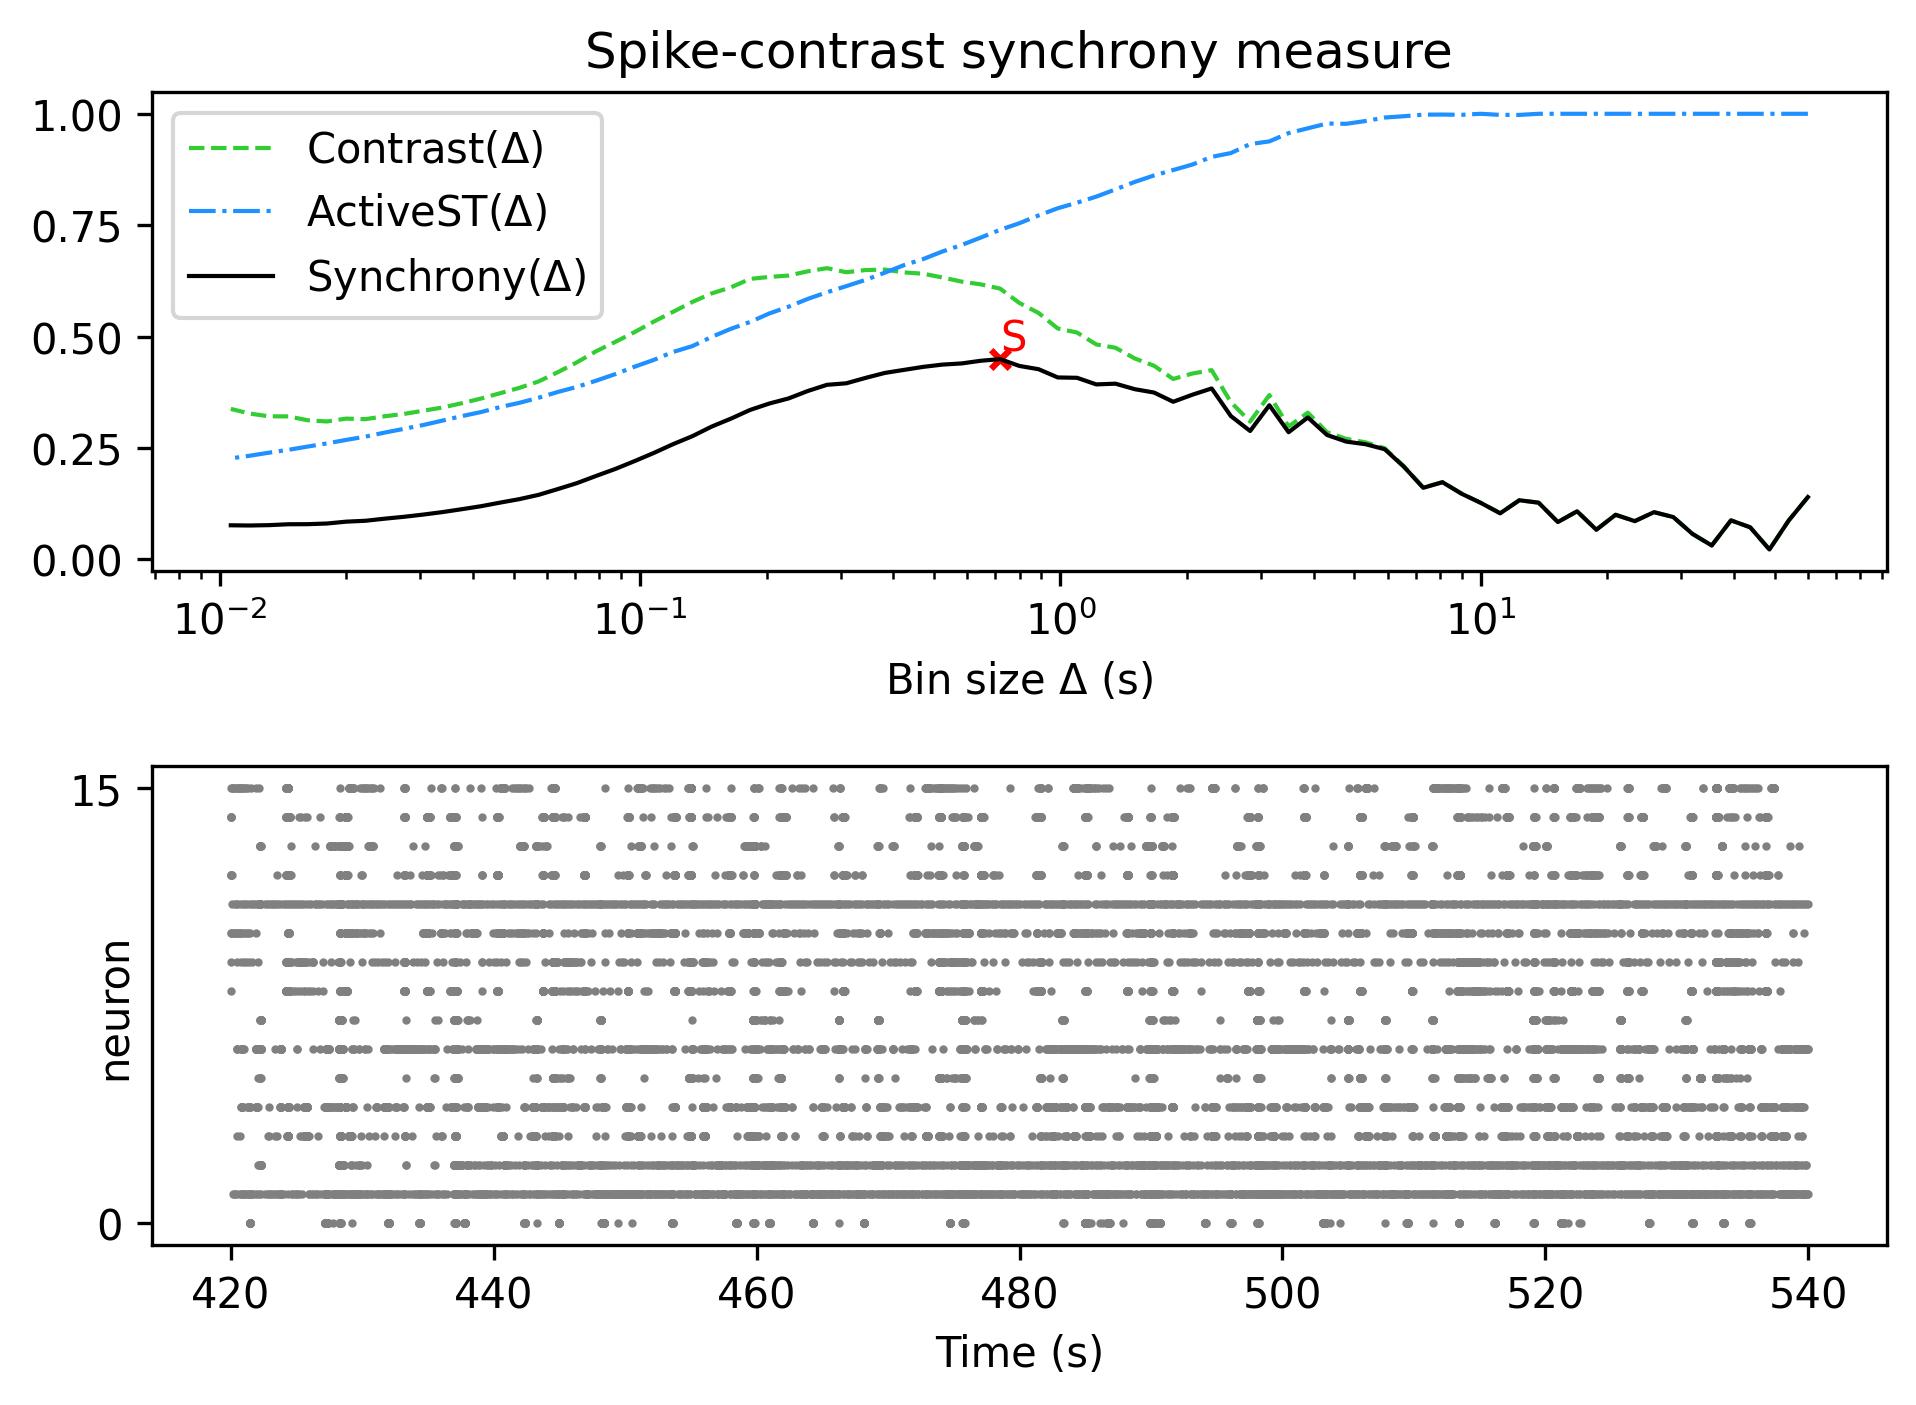 Spike-contrast synchrony measure
1.00
0.75
0.50
0.25
0.00
Contrast(Δ)
ActiveST(Δ)
Synchrony(Δ)
S
10⁻² 10⁻¹ 10⁰ 10¹
Bin size Δ (s)
15
0
neuron
420 440 460 480 500 520 540
Time (s)